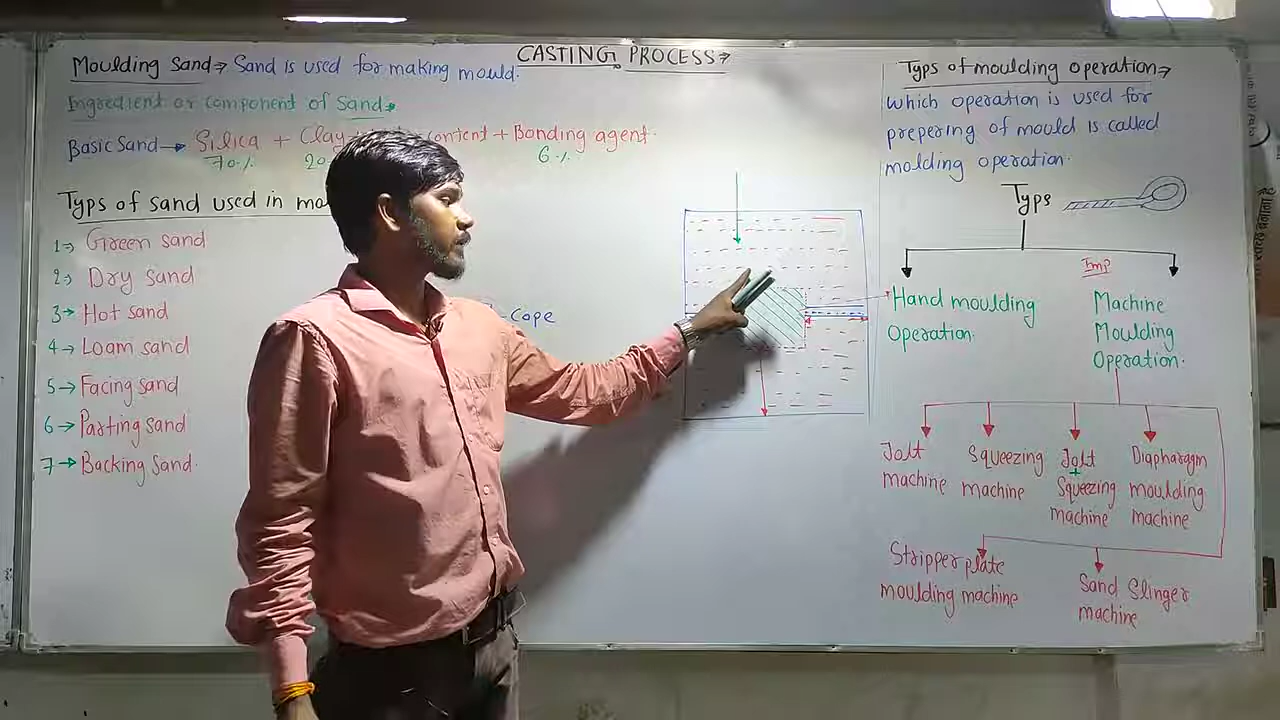 CASTING PROCESS→
Moulding Sand→ Sand is used for making mould.
Ingredient or component of Sand→
Basic Sand→ Silica + Clay content + Bonding agent.
70% 20 6%
Typs of sand used in
1→ Green sand
2→ Dry sand
3→ Hot sand
4→ Loam sand
5→ Facing sand
6→ Parting sand
7→ Backing Sand.
Cope
Typs of moulding operation→
Which operation is used for
prepering of mould is called
molding operation.
Typs
Imp
Hand moulding
Operation.
Machine
Moulding
Operation.
Jolt
machine
Squeezing
machine
Jolt
+
Squeezing
machine
Diapharagm
moulding
machine
Stripper plate
moulding machine
Sand Slinger
machine